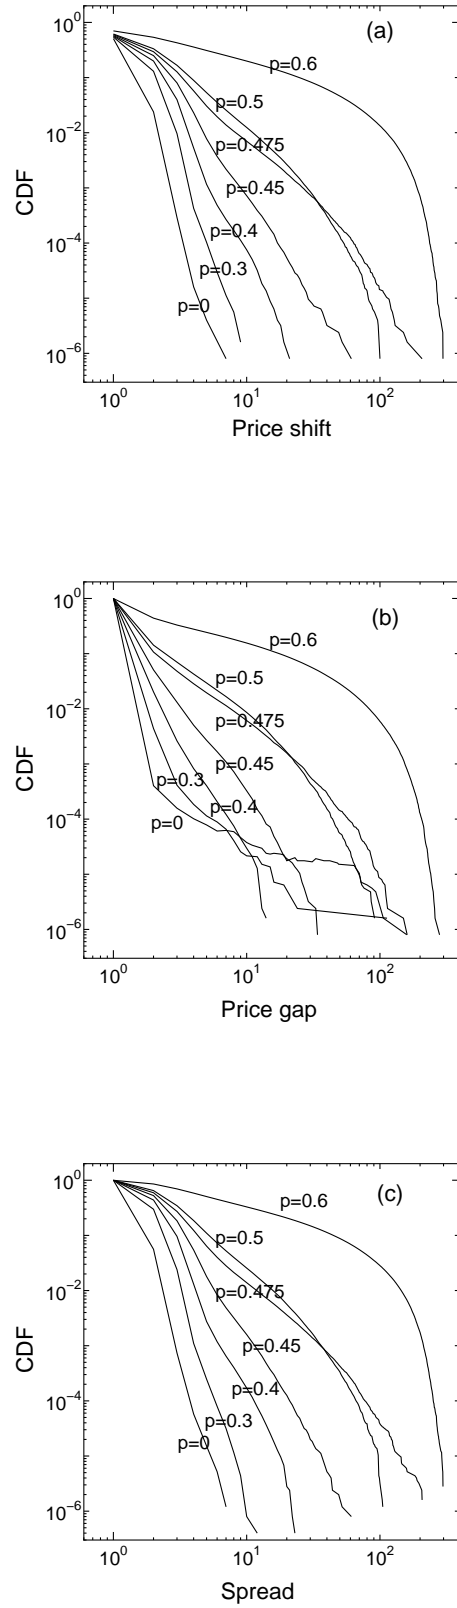 (a)
10^0
p=0.6
p=0.5
10^-2
p=0.475
CDF
p=0.45
p=0.4
10^-4
p=0.3
p=0
10^-6
10^0 10^1 10^2
Price shift
(b)
10^0
p=0.6
p=0.5
10^-2
p=0.475
CDF
p=0.45
p=0.3
p=0.4
10^-4
p=0
10^-6
10^0 10^1 10^2
Price gap
(c)
10^0
p=0.6
p=0.5
10^-2
p=0.475
CDF
p=0.45
p=0.4
10^-4
p=0.3
p=0
10^-6
10^0 10^1 10^2
Spread